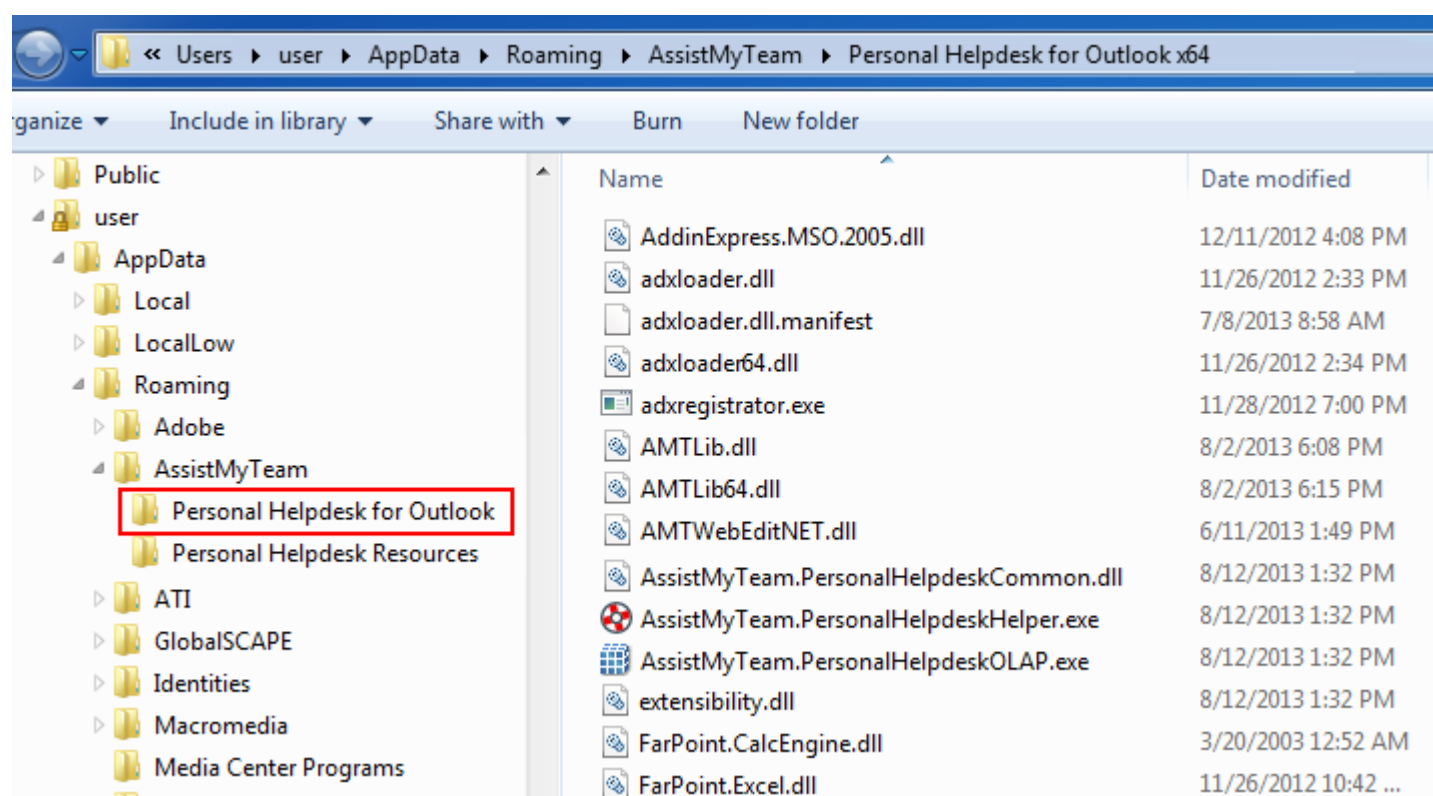 « Users ▸ user ▸ AppData ▸ Roaming ▸ AssistMyTeam ▸ Personal Helpdesk for Outlook x64
rganize Include in library Share with Burn New folder
Public
user
AppData
Local
LocalLow
Roaming
Adobe
AssistMyTeam
Personal Helpdesk for Outlook
Personal Helpdesk Resources
ATI
GlobalSCAPE
Identities
Macromedia
Media Center Programs
Name Date modified
AddinExpress.MSO.2005.dll 12/11/2012 4:08 PM
adxloader.dll 11/26/2012 2:33 PM
adxloader.dll.manifest 7/8/2013 8:58 AM
adxloader64.dll 11/26/2012 2:34 PM
adxregistrator.exe 11/28/2012 7:00 PM
AMTLib.dll 8/2/2013 6:08 PM
AMTLib64.dll 8/2/2013 6:15 PM
AMTWebEditNET.dll 6/11/2013 1:49 PM
AssistMyTeam.PersonalHelpdeskCommon.dll 8/12/2013 1:32 PM
AssistMyTeam.PersonalHelpdeskHelper.exe 8/12/2013 1:32 PM
AssistMyTeam.PersonalHelpdeskOLAP.exe 8/12/2013 1:32 PM
extensibility.dll 8/12/2013 1:32 PM
FarPoint.CalcEngine.dll 3/20/2003 12:52 AM
FarPoint.Excel.dll 11/26/2012 10:42 ...